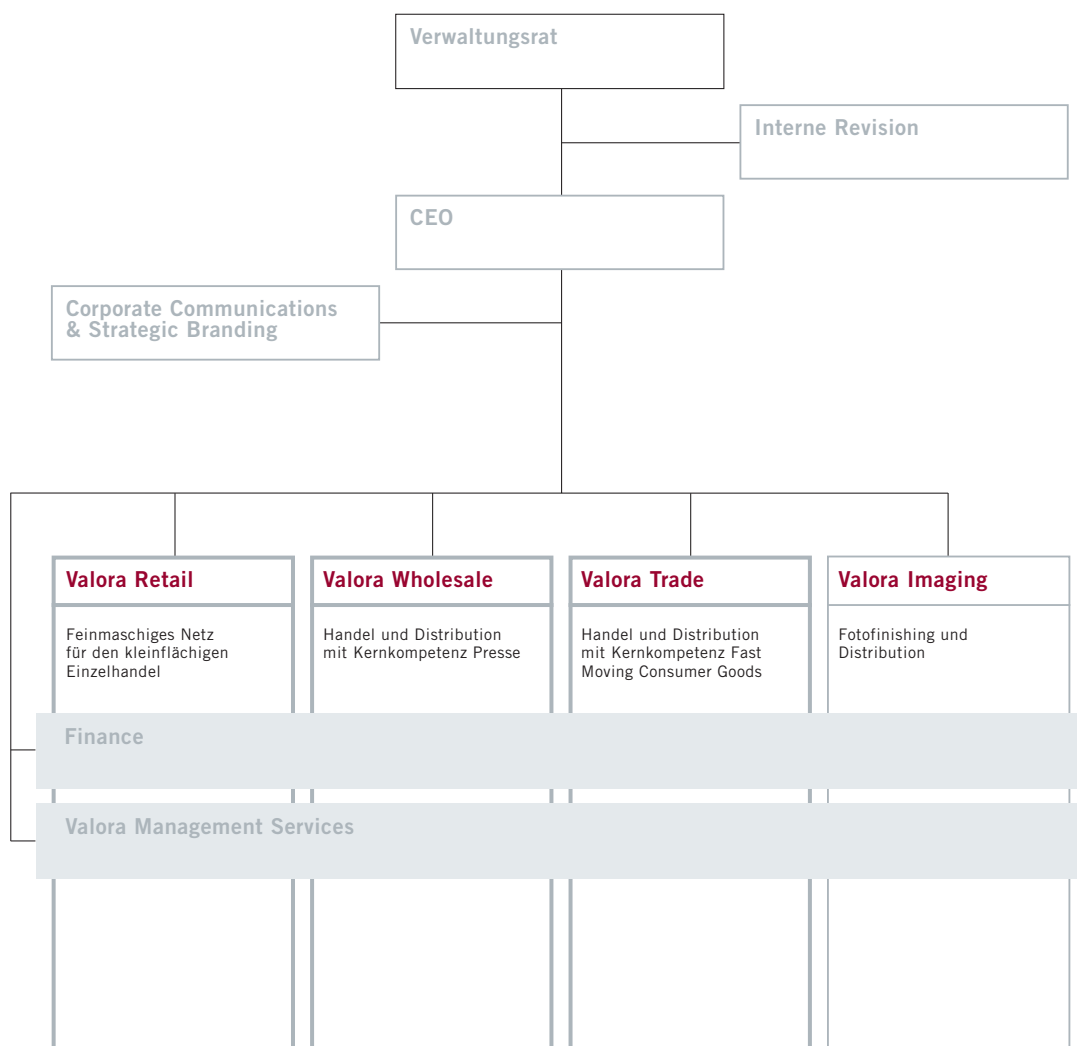 Verwaltungsrat
Interne Revision
CEO
Corporate Communications
& Strategic Branding
Valora Retail
Feinmaschiges Netz
für den kleinflächigen
Einzelhandel
Valora Wholesale
Handel und Distribution
mit Kernkompetenz Presse
Valora Trade
Handel und Distribution
mit Kernkompetenz Fast
Moving Consumer Goods
Valora Imaging
Fotofinishing und
Distribution
Finance
Valora Management Services